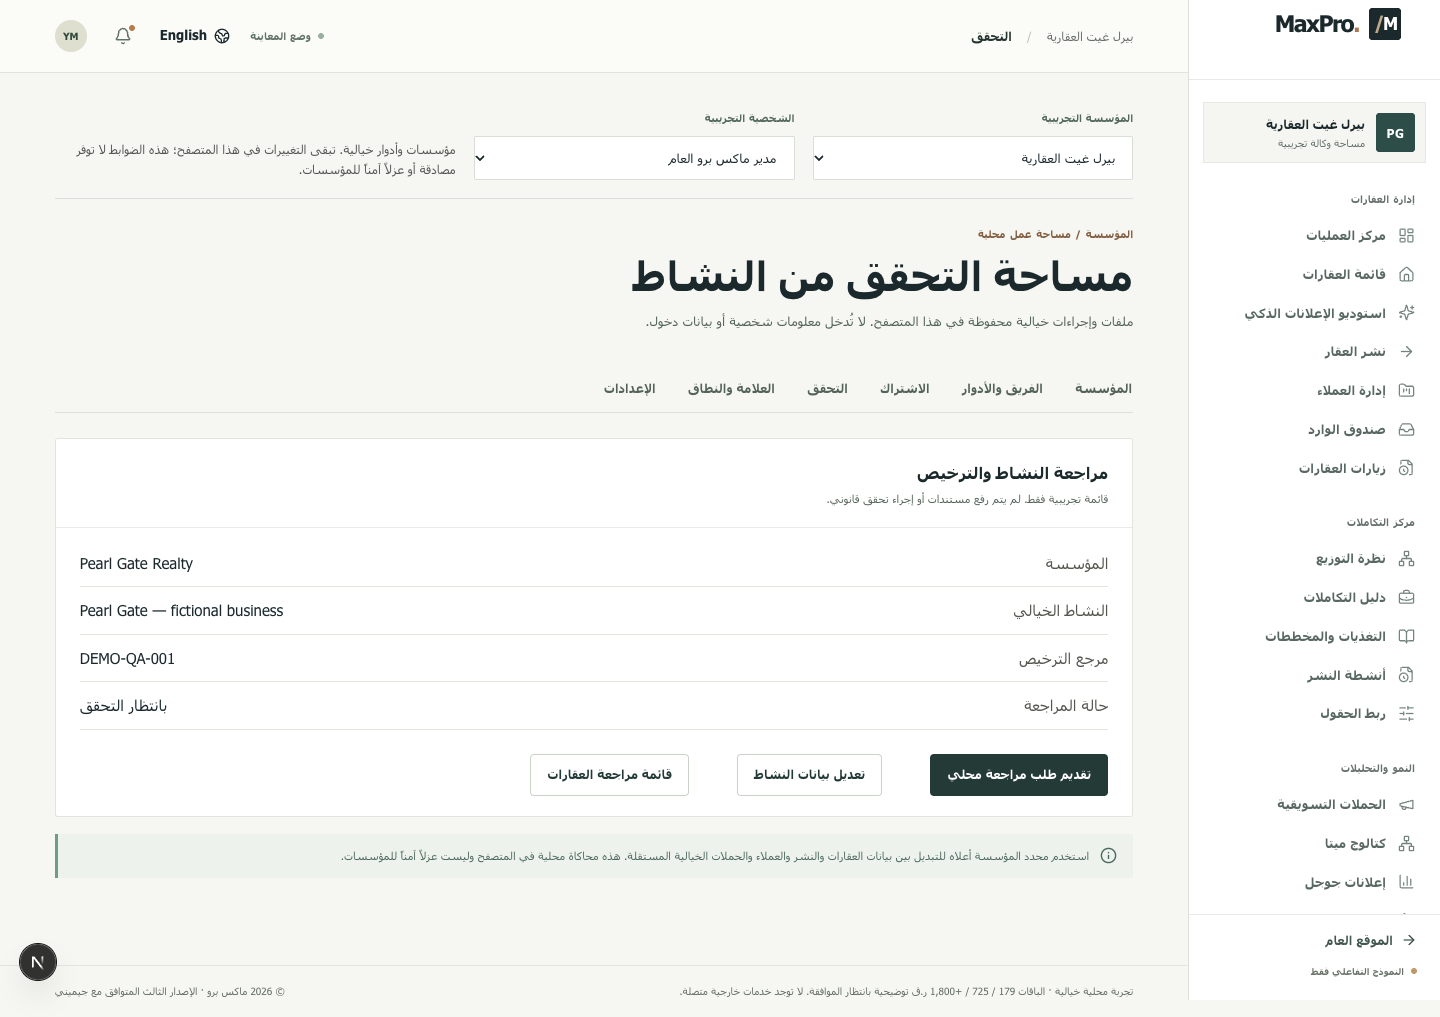 MaxPro. /M
بيرل غيت العقارية / التحقق
وضع المعاينة
English
YM
PG
بيرل غيت العقارية
مساحة وكالة تجريبية
إدارة العقارات
مركز العمليات
قائمة العقارات
استوديو الإعلانات الذكي
نشر العقار
إدارة العملاء
صندوق الوارد
زيارات العقارات
مركز التكاملات
نظرة التوزيع
دليل التكاملات
التغذيات والمخططات
أنشطة النشر
ربط الحقول
النمو والتحليلات
الحملات التسويقية
كتالوج ميتا
إعلانات جوجل
الموقع العام
النموذج التفاعلي فقط
المؤسسة التجريبية
بيرل غيت العقارية
الشخصية التجريبية
مدير ماكس برو العام
مؤسسات وأدوار خيالية. تبقى التغييرات في هذا المتصفح؛ هذه الضوابط لا توفر
مصادقة أو عزلاً آمناً للمؤسسات.
المؤسسة / مساحة عمل محلية
مساحة التحقق من النشاط
ملفات وإجراءات خيالية محفوظة في هذا المتصفح. لا تُدخل معلومات شخصية أو بيانات دخول.
المؤسسة
الفريق والأدوار
الاشتراك
التحقق
العلامة والنطاق
الإعدادات
مراجعة النشاط والترخيص
قائمة تجريبية فقط. لم يتم رفع مستندات أو إجراء تحقق قانوني.
المؤسسة Pearl Gate Realty
النشاط الخيالي Pearl Gate — fictional business
مرجع الترخيص DEMO-QA-001
حالة المراجعة بانتظار التحقق
تقديم طلب مراجعة محلي
تعديل بيانات النشاط
قائمة مراجعة العقارات
استخدم محدد المؤسسة أعلاه للتبديل بين بيانات العقارات والنشر والعملاء والحملات الخيالية المستقلة. هذه محاكاة محلية في المتصفح وليست عزلاً آمناً للمؤسسات.
تجربة محلية خيالية · الباقات 179 / 725 / +1,800 ر.ق توضيحية بانتظار الموافقة. لا توجد خدمات خارجية متصلة.
© 2026 ماكس برو · الإصدار الثالث المتوافق مع جيميني
N